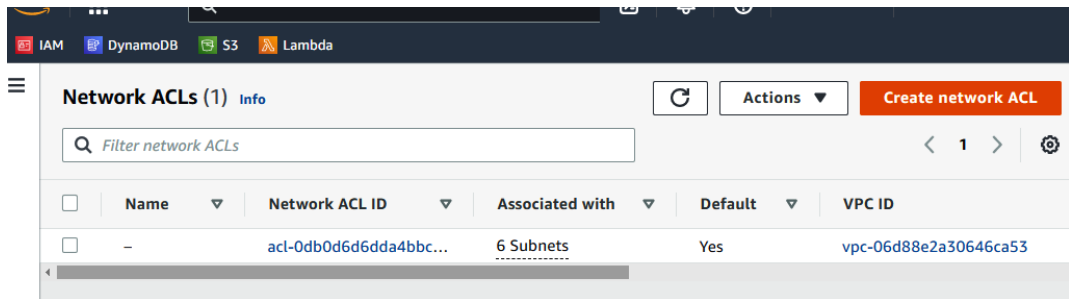 IAM DynamoDB S3 Lambda
Network ACLs (1) Info
Actions Create network ACL
Filter network ACLs
1
Name Network ACL ID Associated with Default VPC ID
– acl-0db0d6d6dda4bbc... 6 Subnets Yes vpc-06d88e2a30646ca53